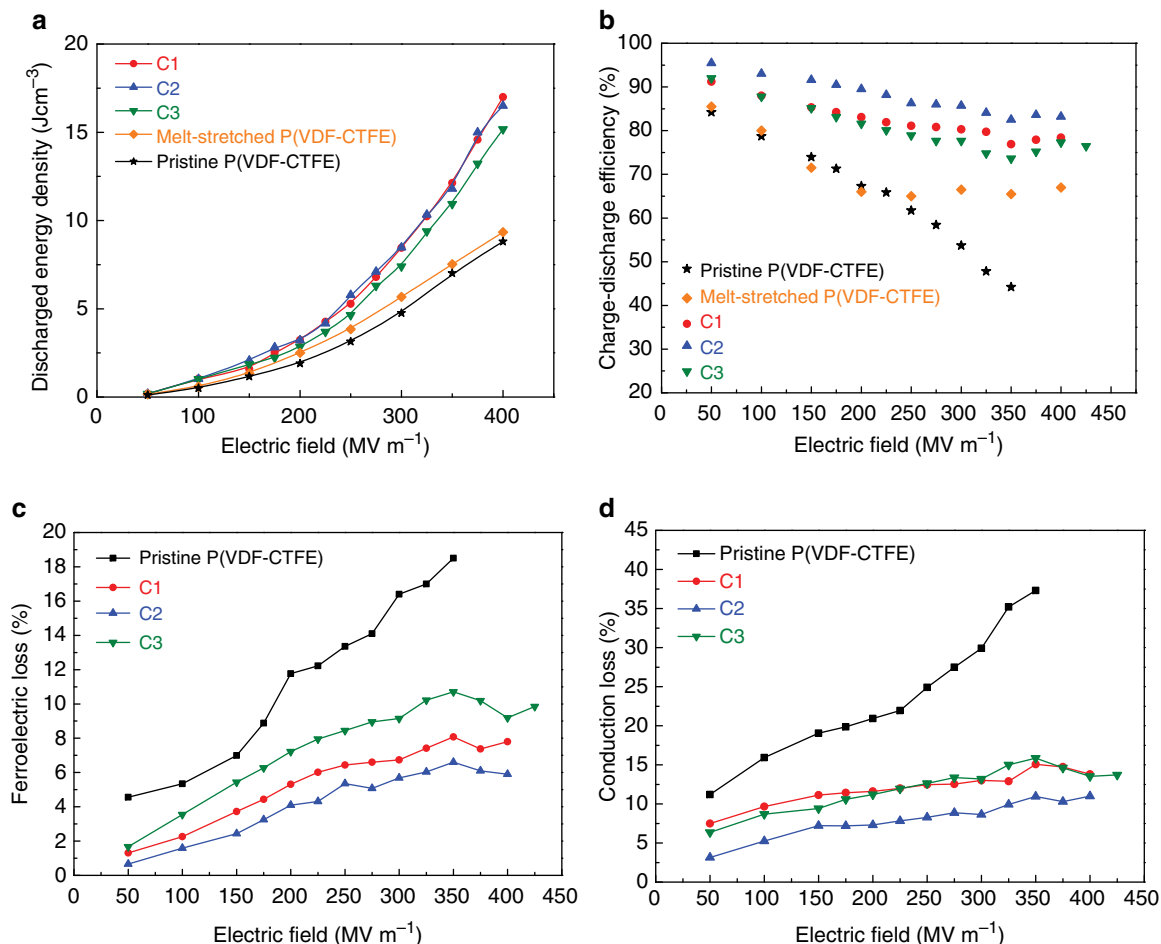 a
20
15
10
5
0
0
100
200
300
400
Discharged energy density (Jcm⁻³)
Electric field (MV m⁻¹)
C1
C2
C3
Melt-stretched P(VDF-CTFE)
Pristine P(VDF-CTFE)
b
100
90
80
70
60
50
40
30
20
0
50
100
150
200
250
300
350
400
450
Charge-discharge efficiency (%)
Electric field (MV m⁻¹)
Pristine P(VDF-CTFE)
Melt-stretched P(VDF-CTFE)
C1
C2
C3
c
20
18
16
14
12
10
8
6
4
2
0
0
50
100
150
200
250
300
350
400
450
Ferroelectric loss (%)
Electric field (MV m⁻¹)
Pristine P(VDF-CTFE)
C1
C2
C3
d
45
40
35
30
25
20
15
10
5
0
0
50
100
150
200
250
300
350
400
450
Conduction loss (%)
Electric field (MV m⁻¹)
Pristine P(VDF-CTFE)
C1
C2
C3